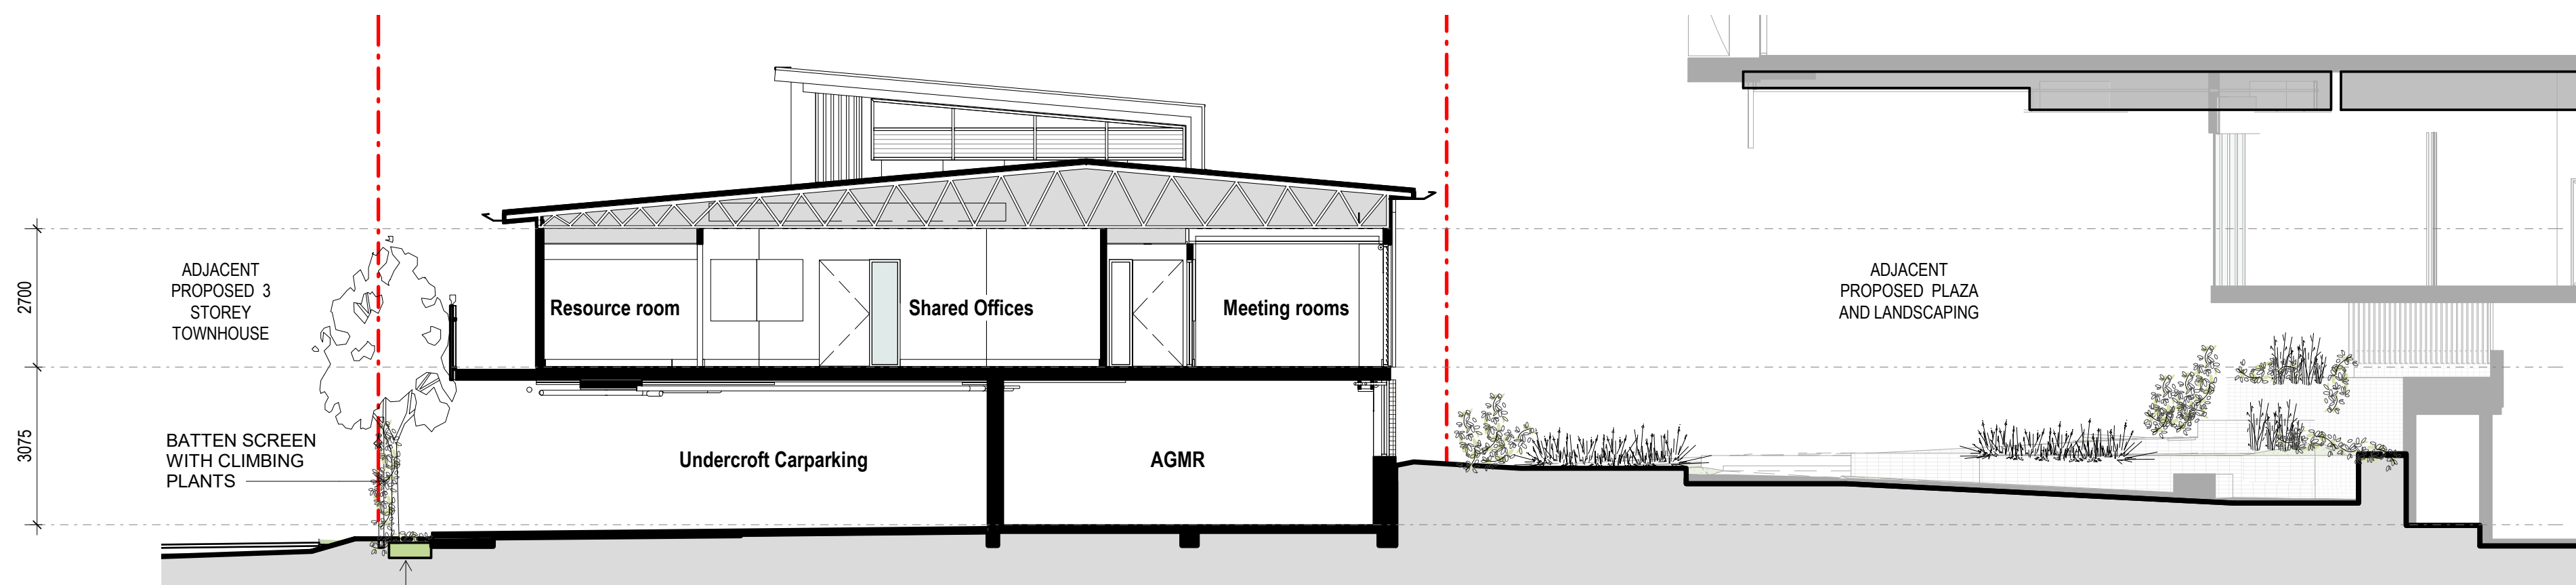 ADJACENT
PROPOSED 3
STOREY
TOWNHOUSE
2700
Resource room
Shared Offices
Meeting rooms
ADJACENT
PROPOSED PLAZA
AND LANDSCAPING
3075
BATTEN SCREEN
WITH CLIMBING
PLANTS
Undercroft Carparking
AGMR